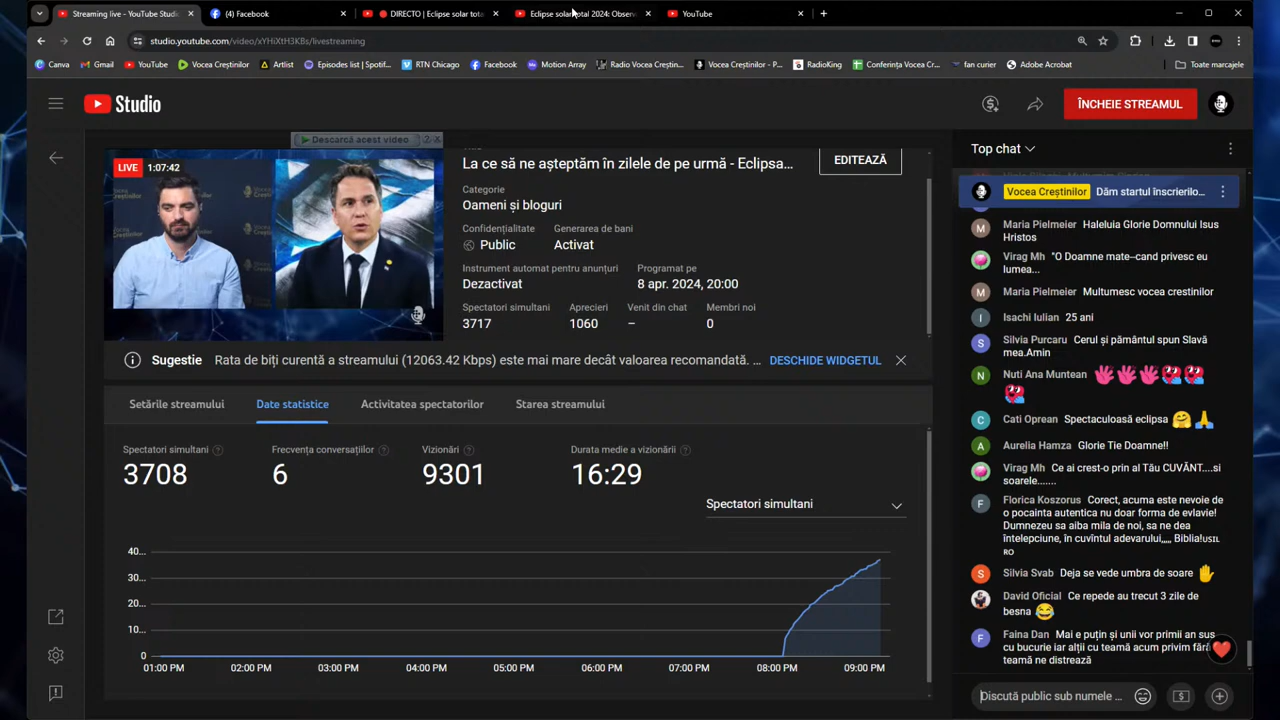 Streaming live - YouTube Studi
(4) Facebook
DIRECTO | Eclipse solar tota
Eclipse solar total 2024: Observ
YouTube
studio.youtube.com/video/xYHiXtH3KBs/livestreaming
Canva
Gmail
YouTube
Vocea Creștinilor
Artlist
Episodes list | Spotif...
RTN Chicago
Facebook
Motion Array
Radio Vocea Creștin...
Vocea Creștinilor - P...
RadioKing
Conferința Vocea Cr...
fan curier
Adobe Acrobat
Toate marcajele
Studio
ÎNCHEIE STREAMUL
Descarcă acest video
LIVE 1:07:42
La ce să ne așteptăm în zilele de pe urmă - Eclipsa...
EDITEAZĂ
Categorie
Oameni și bloguri
Confidențialitate
Generarea de bani
Public
Activat
Instrument automat pentru anunțuri
Programat pe
Dezactivat
8 apr. 2024, 20:00
Spectatori simultani
Aprecieri
Venit din chat
Membri noi
3717
1060
–
0
Sugestie
Rata de biți curentă a streamului (12063.42 Kbps) este mai mare decât valoarea recomandată. ...
DESCHIDE WIDGETUL
Setările streamului
Date statistice
Activitatea spectatorilor
Starea streamului
Spectatori simultani
Frecvența conversațiilor
Vizionări
Durata medie a vizionării
3708
6
9301
16:29
Spectatori simultani
40...
30...
20...
10...
0
01:00 PM
02:00 PM
03:00 PM
04:00 PM
05:00 PM
06:00 PM
07:00 PM
08:00 PM
09:00 PM
Top chat
Vocea Creștinilor Dăm startul înscrierilo...
Maria Pielmeier Haleluia Glorie Domnului Isus
Hristos
Virag Mh "O Doamne mate--cand privesc eu
lumea...
Maria Pielmeier Multumesc vocea crestinilor
Isachi Iulian 25 ani
Silvia Purcaru Cerul și pământul spun Slavă
mea.Amin
Nuti Ana Muntean
Cati Oprean Spectaculoasă eclipsa
Aurelia Hamza Glorie Tie Doamne!!
Virag Mh Ce ai crest-o prin al Tău CUVĂNT....si
soarele.......
Florica Koszorus Corect, acuma este nevoie de
o pocainta autentica nu doar forma de evlavie!
Dumnezeu sa aiba mila de noi, sa ne dea
întelepciune, în cuvîntul adevarului,,,,, Biblia!USIL
RO
Silvia Svab Deja se vede umbra de soare
David Oficial Ce repede au trecut 3 zile de
besna
Faina Dan Mai e puțin și unii vor primii an sus
cu bucurie iar alții cu teamă acum privim fără
teamă ne distrează
Discută public sub numele ...